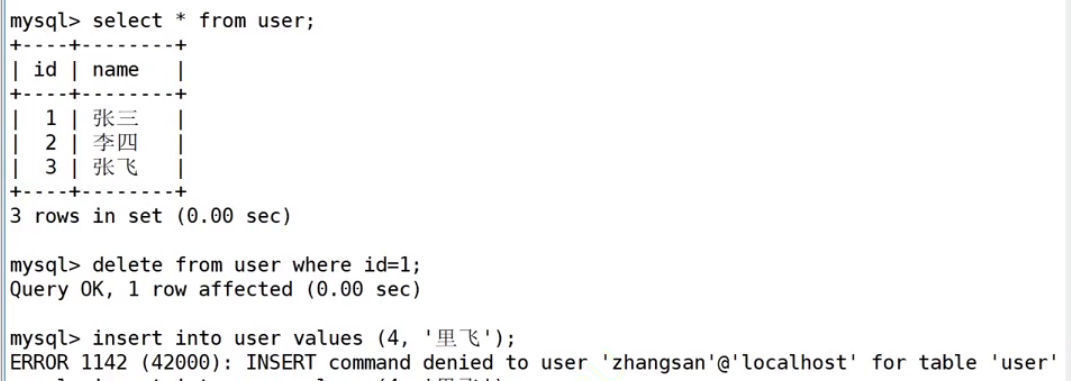 mysql> select * from user;
+----+--------+
| id | name   |
+----+--------+
|  1 | 张三   |
|  2 | 李四   |
|  3 | 张飞   |
+----+--------+
3 rows in set (0.00 sec)
mysql> delete from user where id=1;
Query OK, 1 row affected (0.00 sec)
mysql> insert into user values (4, '里飞');
ERROR 1142 (42000): INSERT command denied to user 'zhangsan'@'localhost' for table 'user'